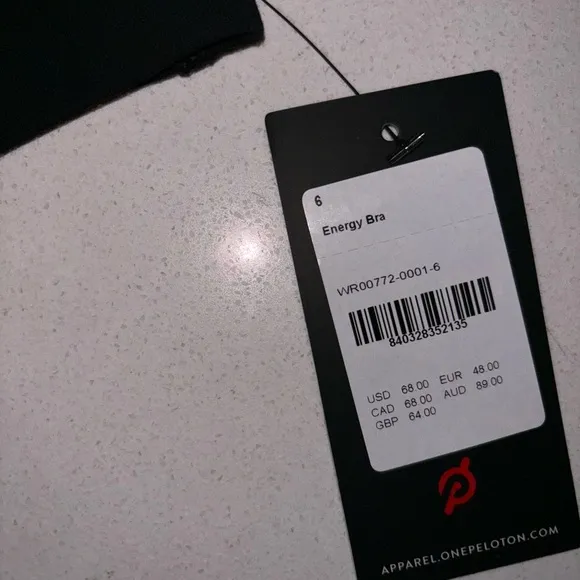 6
Energy Bra
WR00772-0001-6
840328352135
USD 68.00 EUR 48.00
CAD 68.00 AUD 89.00
GBP 64.00
APPAREL.ONEPELOTON.COM